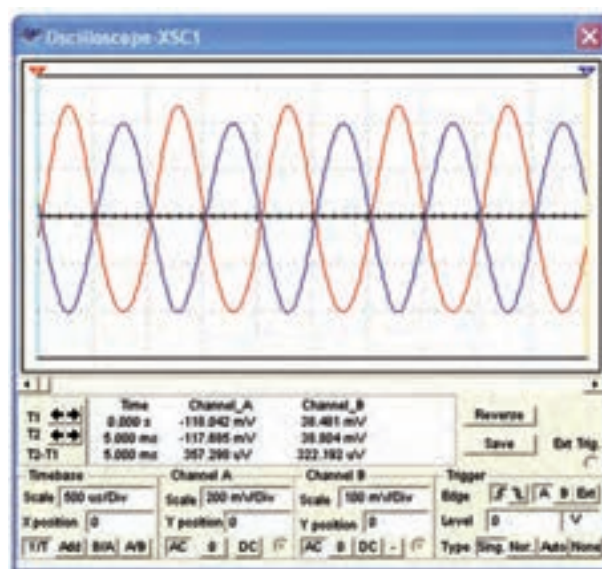 Oscilloscope-XSC1
Time Channel_A Channel_B
T1 0.000 s -118.042 mV 38.481 mV
T2 5.000 ms -117.685 mV 38.804 mV
T2-T1 5.000 ms 357.298 uV 322.192 uV
Reverse
Save
Ext Trig.
Timebase
Scale 500 us/Div
X position 0
Y/T Add B/A A/B
Channel A
Scale 200 mV/Div
Y position 0
AC 0 DC
Channel B
Scale 100 mV/Div
Y position 0
AC 0 DC -
Trigger
Edge A B Ext
Level 0 V
Type Sing. Nor. Auto None